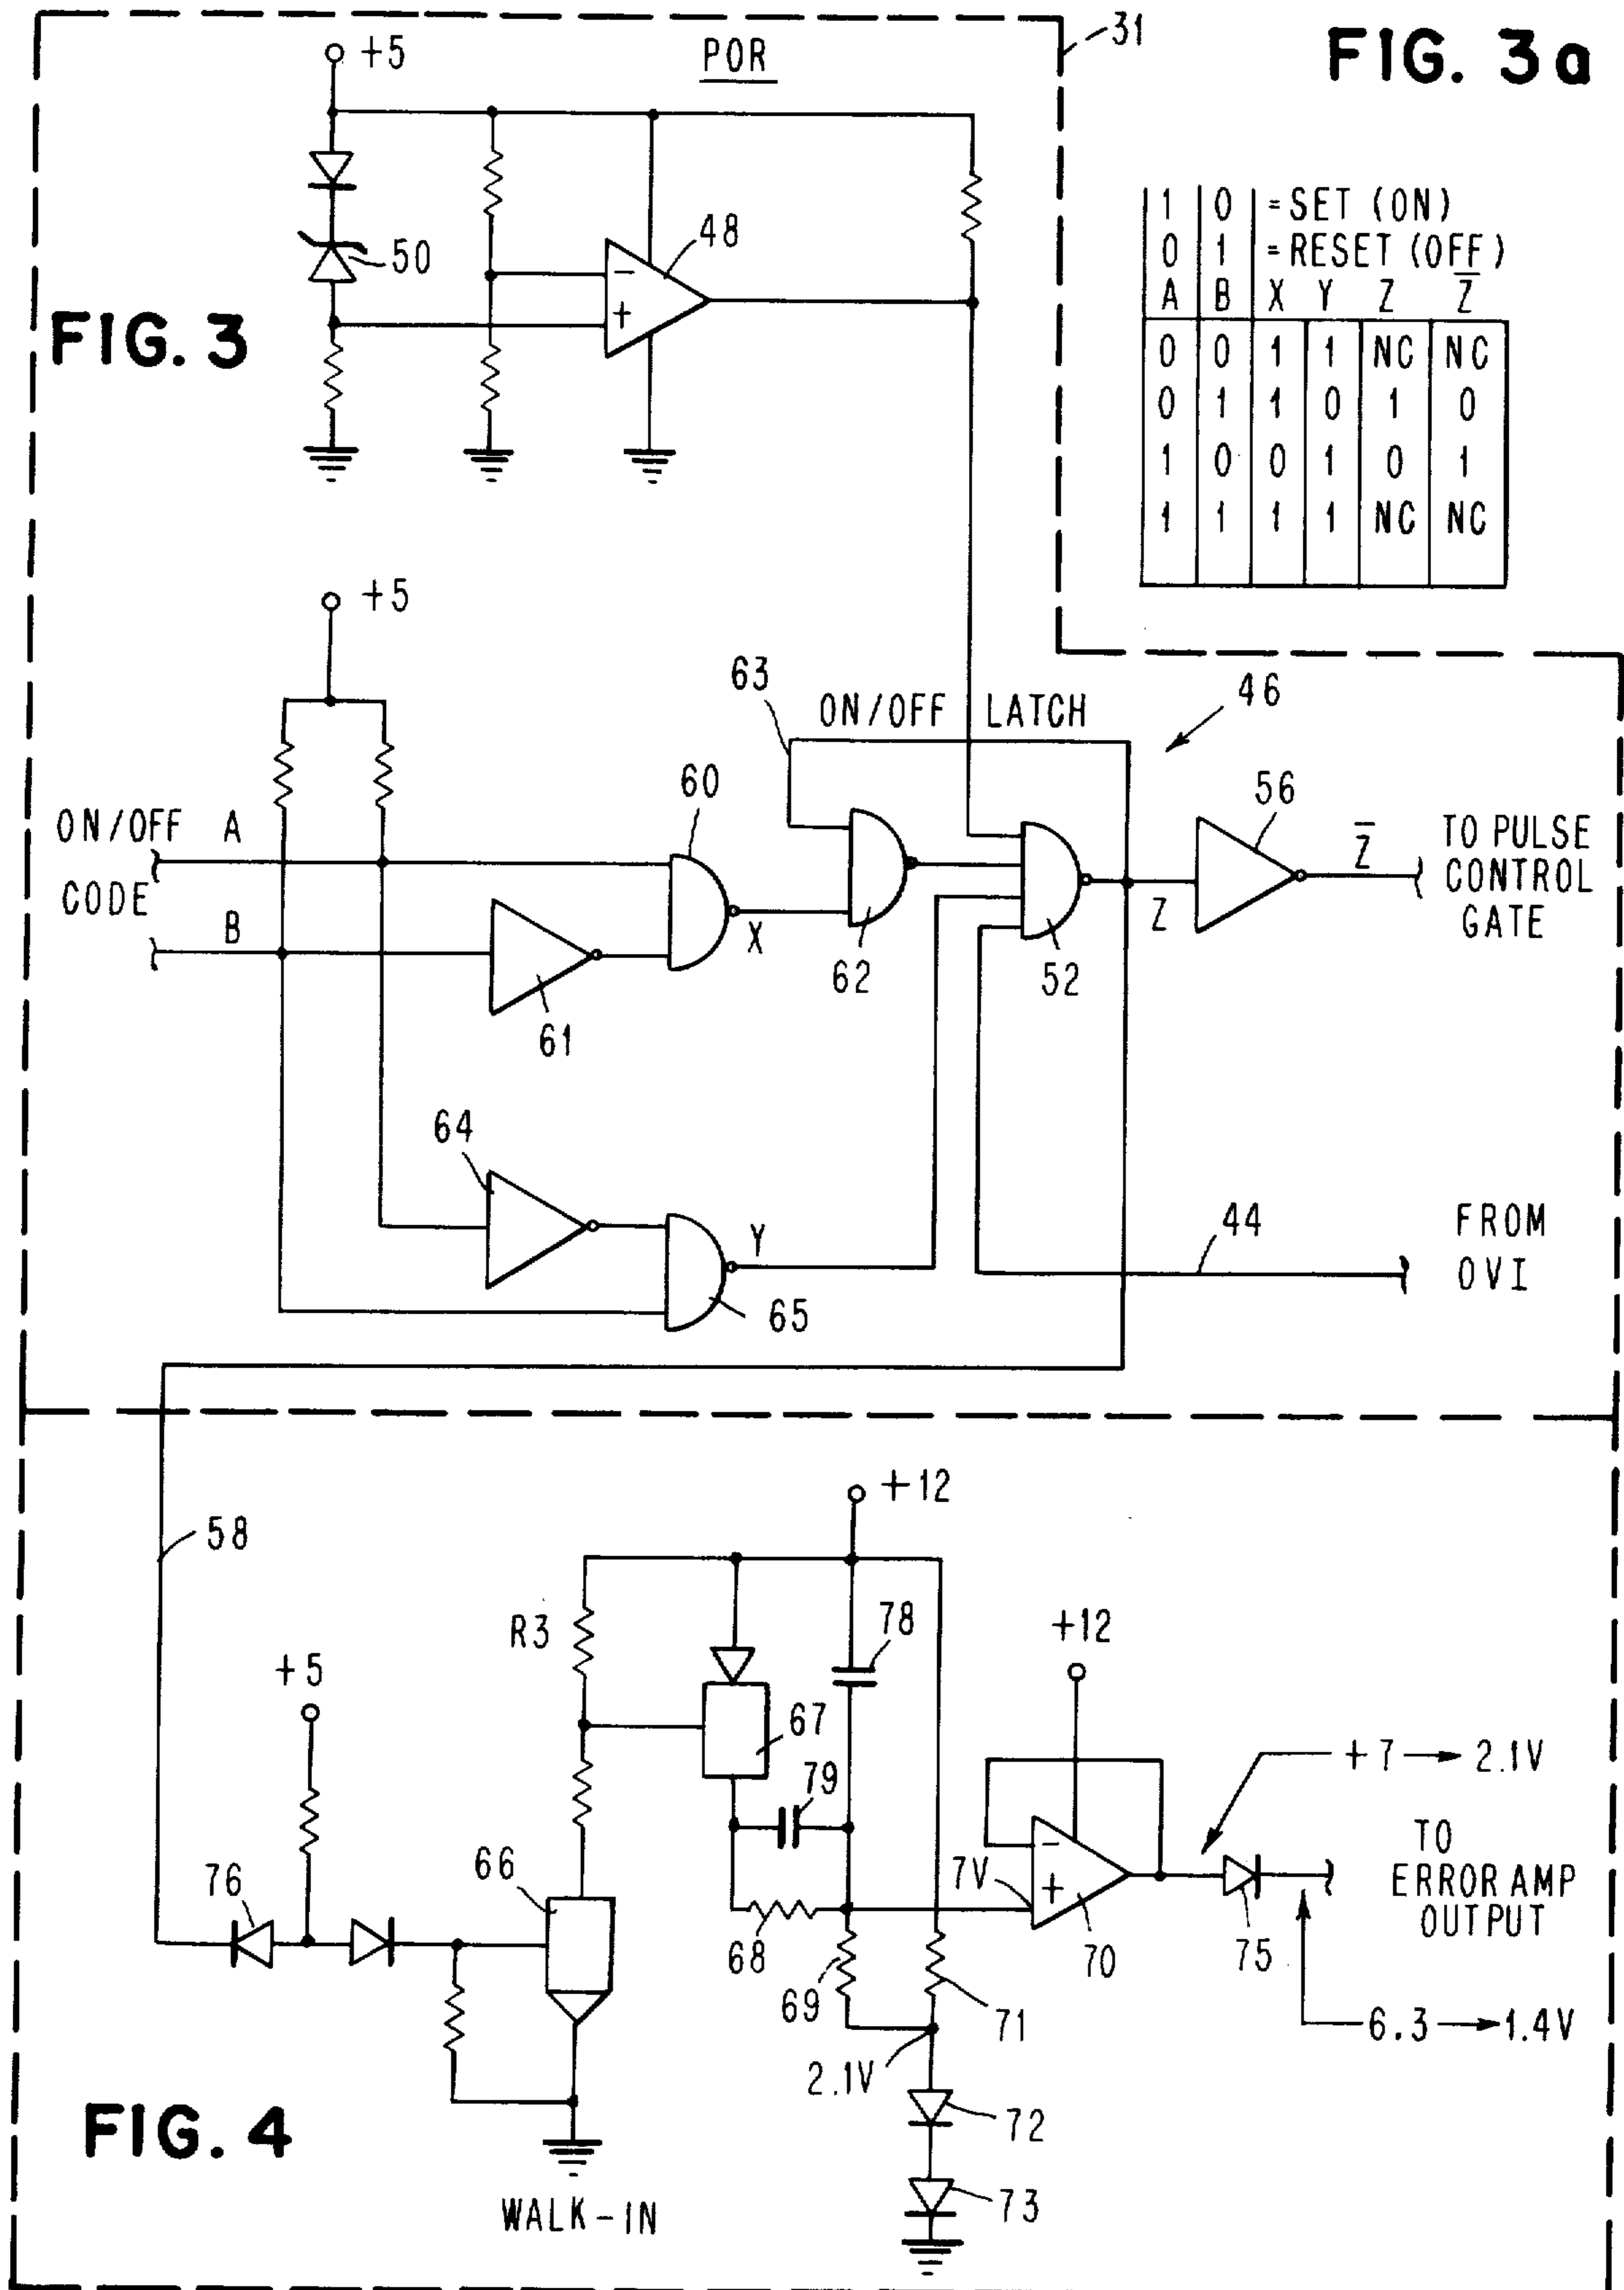 FIG. 3a
31
POR
+5
50
48
FIG. 3
1 0 = SET (ON)
0 1 = RESET (OFF)
A B X Y Z Z̅
0 0 1 1 NC NC
0 1 1 0 1 0
1 0 0 1 0 1
1 1 1 1 NC NC
+5
63
ON/OFF LATCH
46
60
56
ON/OFF
CODE
A
B
X
62
52
Z
Z̅
TO PULSE
CONTROL
GATE
61
64
Y
65
44
FROM
OVI
58
+12
R3
78
+12
+5
67
79
+7 → 2.1V
66
76
7V
TO
ERROR AMP
OUTPUT
68
69
70
75
71
6.3 → 1.4V
2.1V
72
73
FIG. 4
WALK-IN